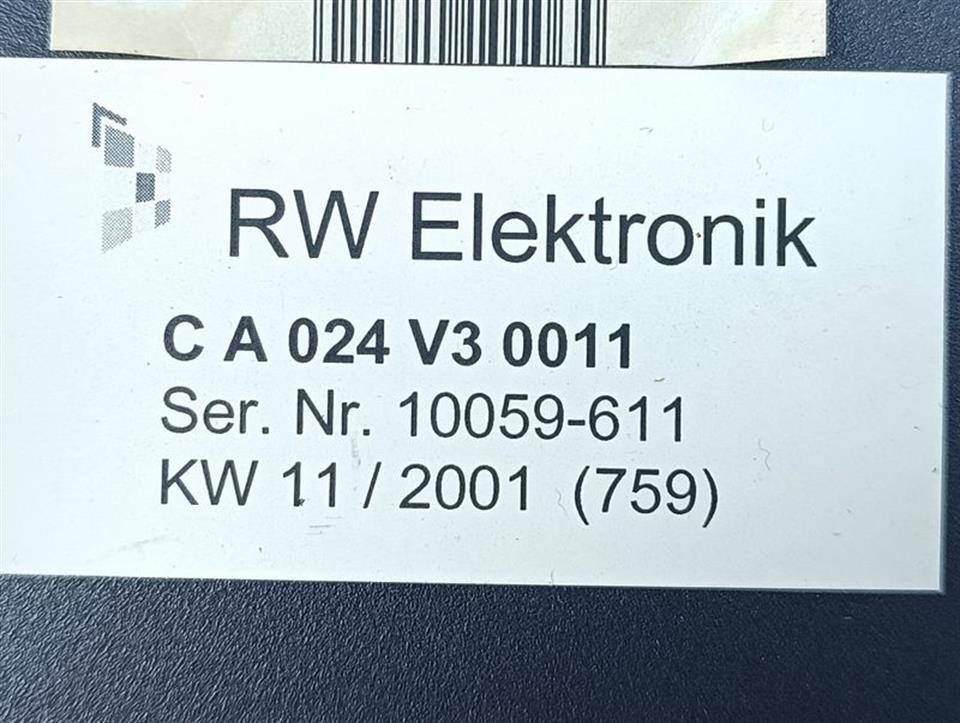 RW Elektronik
C A 024 V3 0011
Ser. Nr. 10059-611
KW 11 / 2001 (759)